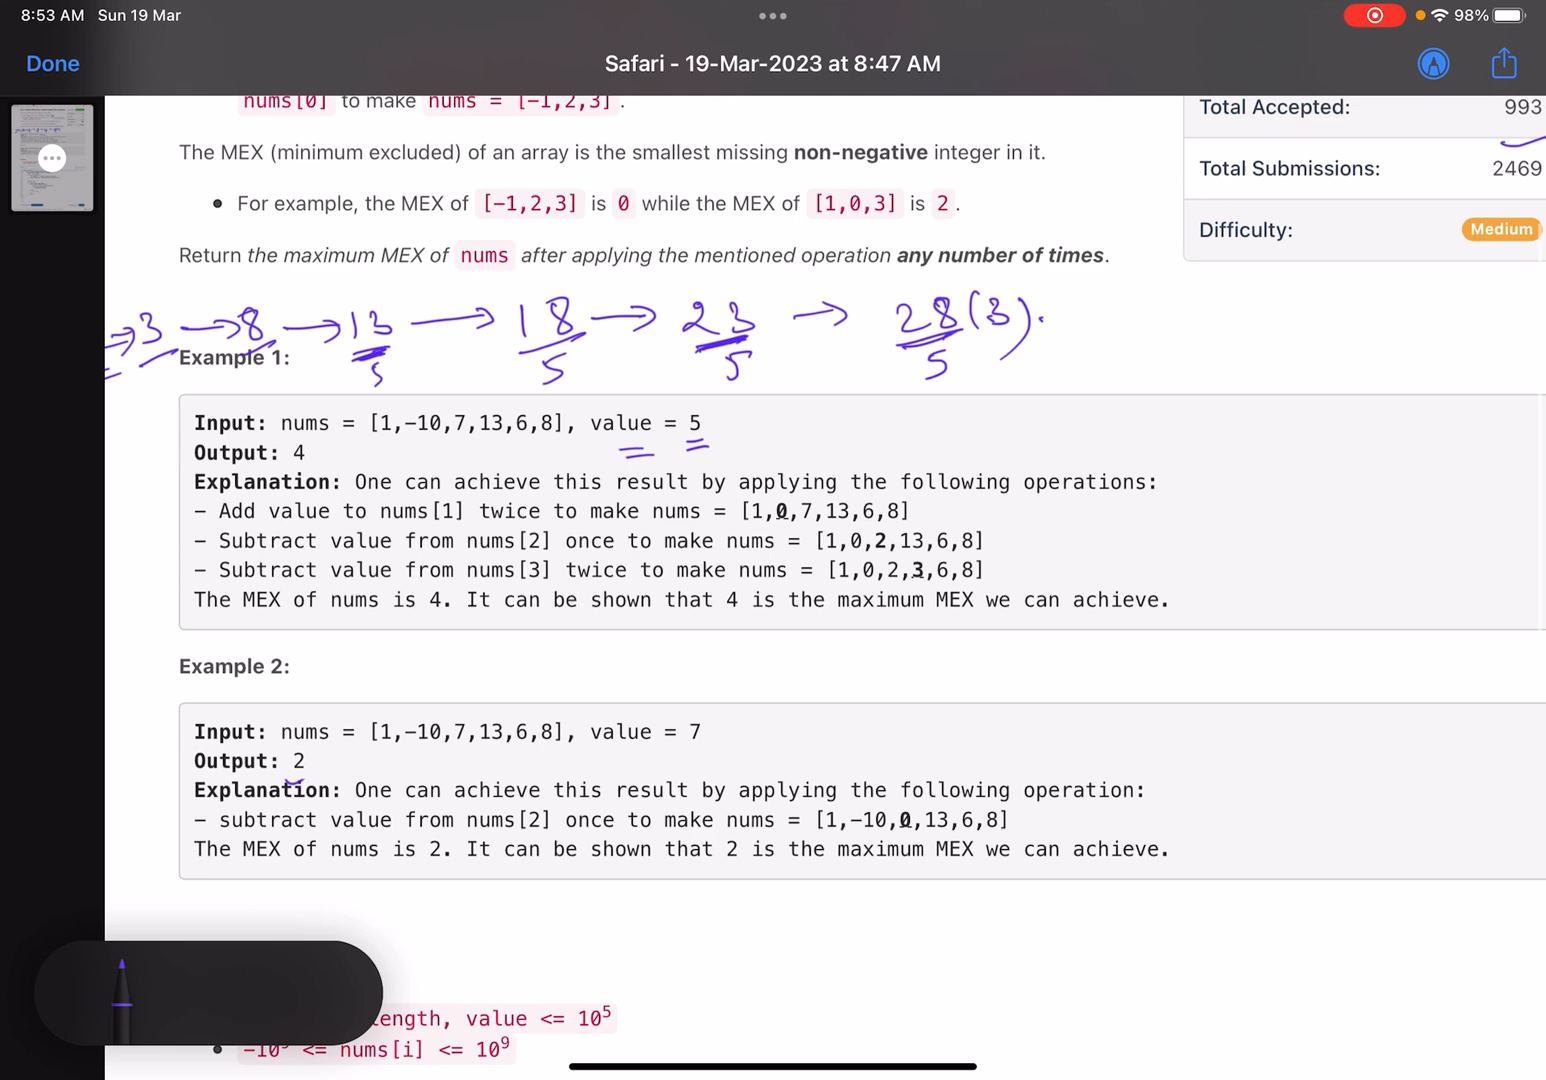 8:53 AM Sun 19 Mar
98%
Done
Safari - 19-Mar-2023 at 8:47 AM
nums[0] to make nums = [-1,2,3].
Total Accepted: 993
The MEX (minimum excluded) of an array is the smallest missing non-negative integer in it.
Total Submissions: 2469
• For example, the MEX of [-1,2,3] is 0 while the MEX of [1,0,3] is 2.
Difficulty: Medium
Return the maximum MEX of nums after applying the mentioned operation any number of times.
→3 →8 →13 → 18 → 23 → 28(3).
5 5 5 5
Example 1:
Input: nums = [1,-10,7,13,6,8], value = 5
Output: 4
Explanation: One can achieve this result by applying the following operations:
- Add value to nums[1] twice to make nums = [1,0,7,13,6,8]
- Subtract value from nums[2] once to make nums = [1,0,2,13,6,8]
- Subtract value from nums[3] twice to make nums = [1,0,2,3,6,8]
The MEX of nums is 4. It can be shown that 4 is the maximum MEX we can achieve.
Example 2:
Input: nums = [1,-10,7,13,6,8], value = 7
Output: 2
Explanation: One can achieve this result by applying the following operation:
- subtract value from nums[2] once to make nums = [1,-10,0,13,6,8]
The MEX of nums is 2. It can be shown that 2 is the maximum MEX we can achieve.
length, value <= 10⁵
• <= nums[i] <= 10⁹